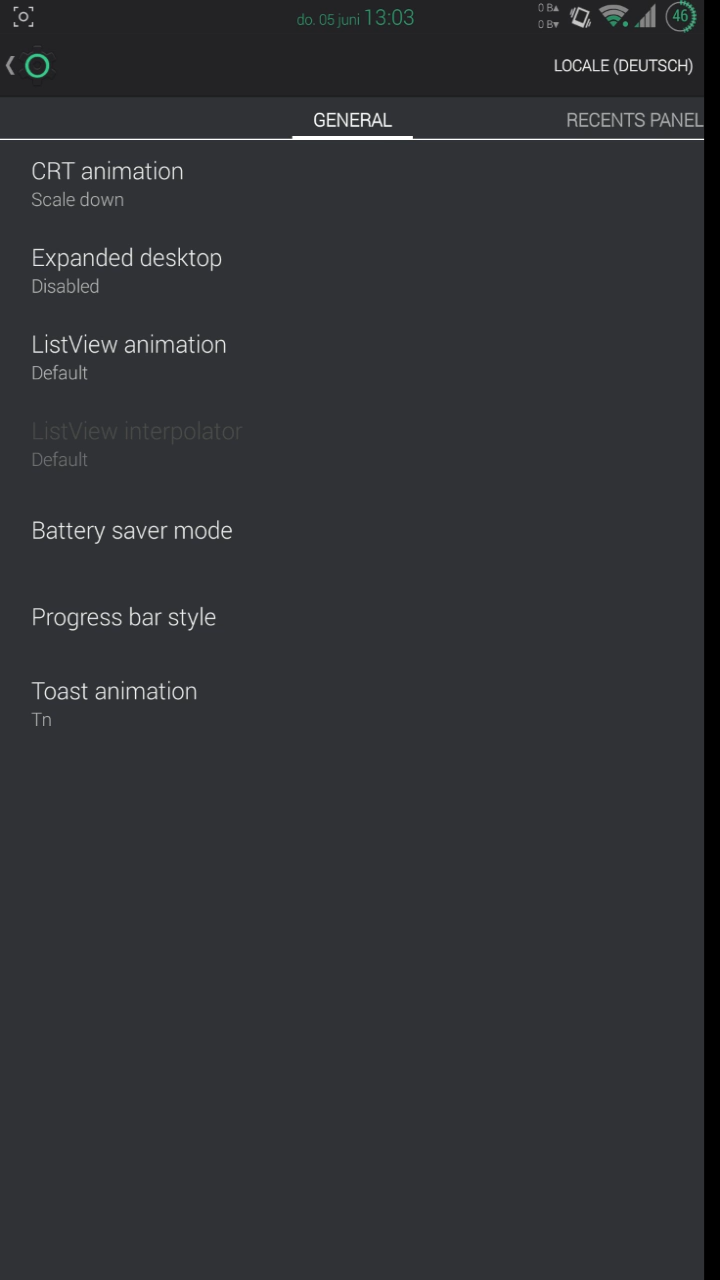 do. 05 juni 13:03
0 B▲
0 B▼
46
LOCALE (DEUTSCH)
GENERAL
RECENTS PANEL
CRT animation
Scale down
Expanded desktop
Disabled
ListView animation
Default
ListView interpolator
Default
Battery saver mode
Progress bar style
Toast animation
Tn